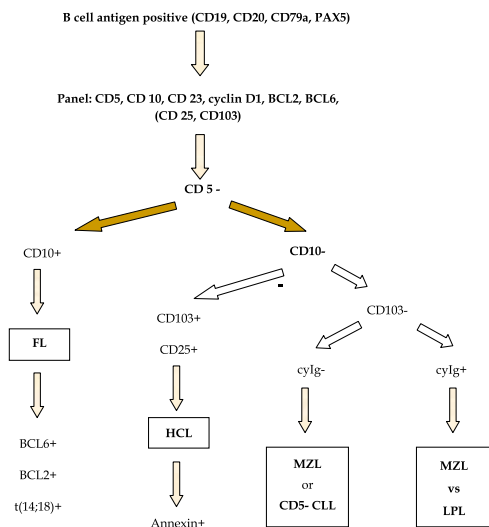 B cell antigen positive (CD19, CD20, CD79a, PAX5)
Panel: CD5, CD 10, CD 23, cyclin D1, BCL2, BCL6,
(CD 25, CD103)
CD 5 -
CD10+
CD10-
-
CD103+
CD103-
CD25+
FL
cyIg-
cyIg+
HCL
BCL6+
BCL2+
t(14;18)+
MZL
or
CD5- CLL
MZL
vs
LPL
Annexin+